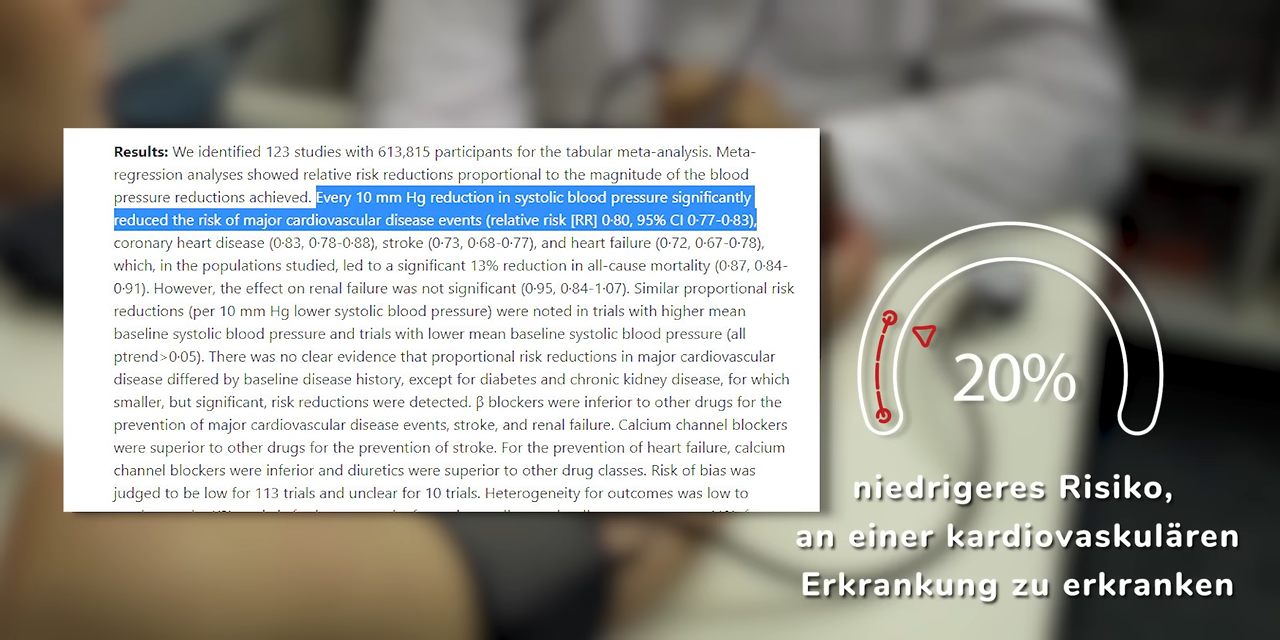 Results: We identified 123 studies with 613,815 participants for the tabular meta-analysis. Meta-
regression analyses showed relative risk reductions proportional to the magnitude of the blood
pressure reductions achieved. Every 10 mm Hg reduction in systolic blood pressure significantly
reduced the risk of major cardiovascular disease events (relative risk [RR] 0·80, 95% CI 0·77-0·83),
coronary heart disease (0·83, 0·78-0·88), stroke (0·73, 0·68-0·77), and heart failure (0·72, 0·67-0·78),
which, in the populations studied, led to a significant 13% reduction in all-cause mortality (0·87, 0·84-
0·91). However, the effect on renal failure was not significant (0·95, 0·84-1·07). Similar proportional risk
reductions (per 10 mm Hg lower systolic blood pressure) were noted in trials with higher mean
baseline systolic blood pressure and trials with lower mean baseline systolic blood pressure (all
ptrend>0·05). There was no clear evidence that proportional risk reductions in major cardiovascular
disease differed by baseline disease history, except for diabetes and chronic kidney disease, for which
smaller, but significant, risk reductions were detected. β blockers were inferior to other drugs for the
prevention of major cardiovascular disease events, stroke, and renal failure. Calcium channel blockers
were superior to other drugs for the prevention of stroke. For the prevention of heart failure, calcium
channel blockers were inferior and diuretics were superior to other drug classes. Risk of bias was
judged to be low for 113 trials and unclear for 10 trials. Heterogeneity for outcomes was low to
20%
niedrigeres Risiko,
an einer kardiovaskulären
Erkrankung zu erkranken